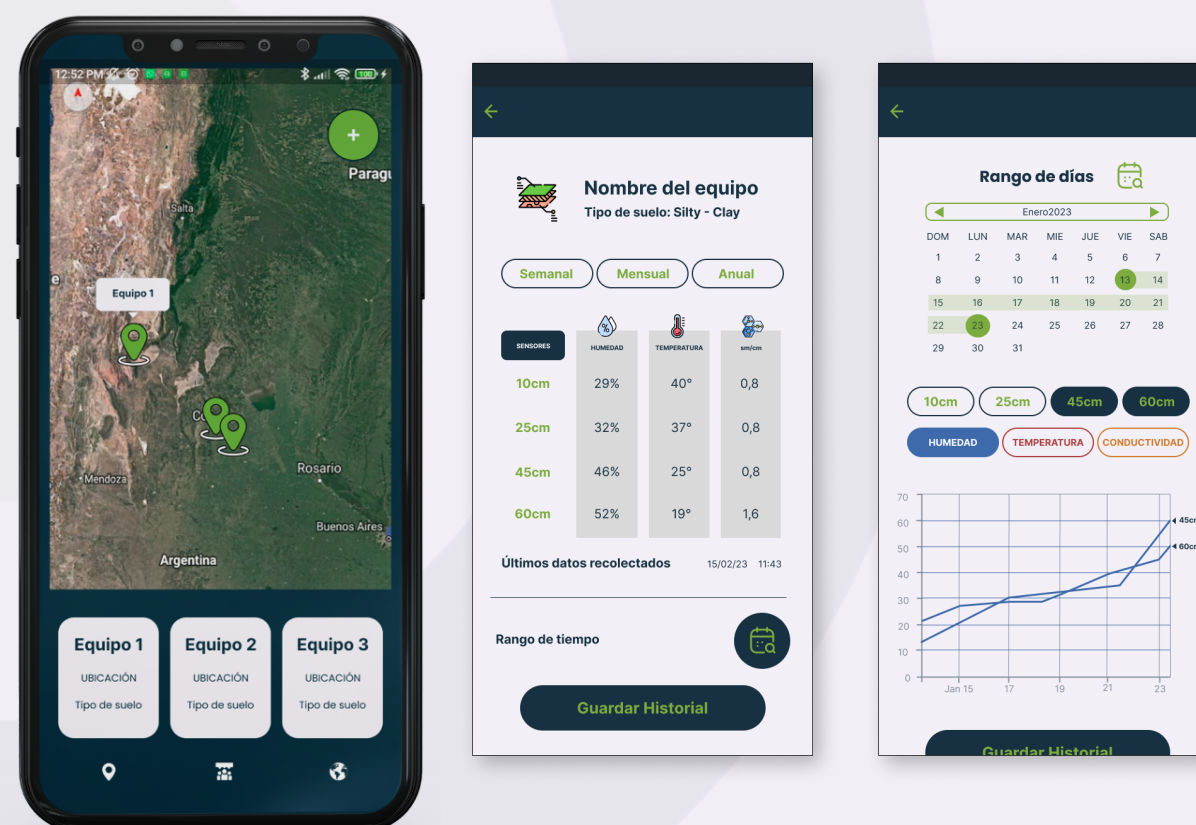 12:52 PM
100
+
Paragu
Salta
e
Equipo 1
Mendoza
Rosario
Buenos Aires
Argentina
Equipo 1
UBICACIÓN
Tipo de suelo
Equipo 2
UBICACIÓN
Tipo de suelo
Equipo 3
UBICACIÓN
Tipo de suelo
Nombre del equipo
Tipo de suelo: Silty - Clay
Semanal Mensual Anual
%
SENSORES HUMEDAD TEMPERATURA sm/cm
10cm 29% 40° 0,8
25cm 32% 37° 0,8
45cm 46% 25° 0,8
60cm 52% 19° 1,6
Últimos datos recolectados 15/02/23 11:43
Rango de tiempo
Guardar Historial
Rango de días
Enero2023
DOM LUN MAR MIE JUE VIE SAB
1 2 3 4 5 6 7
8 9 10 11 12 13 14
15 16 17 18 19 20 21
22 23 24 25 26 27 28
29 30 31
10cm 25cm 45cm 60cm
HUMEDAD TEMPERATURA CONDUCTIVIDAD
70
60
50
40
30
20
10
0
45cm
60cm
Jan 15 17 19 21 23
Guardar Historial